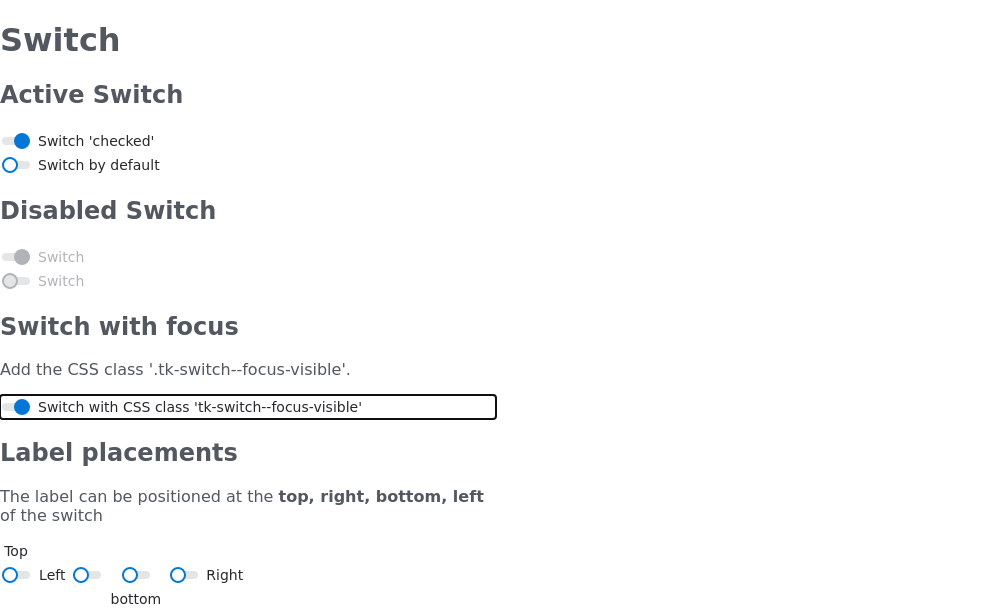 Switch
Active Switch
Switch 'checked'
Switch by default
Disabled Switch
Switch
Switch
Switch with focus
Add the CSS class '.tk-switch--focus-visible'.
Switch with CSS class 'tk-switch--focus-visible'
Label placements
The label can be positioned at the top, right, bottom, left
of the switch
Top
Left Right
bottom